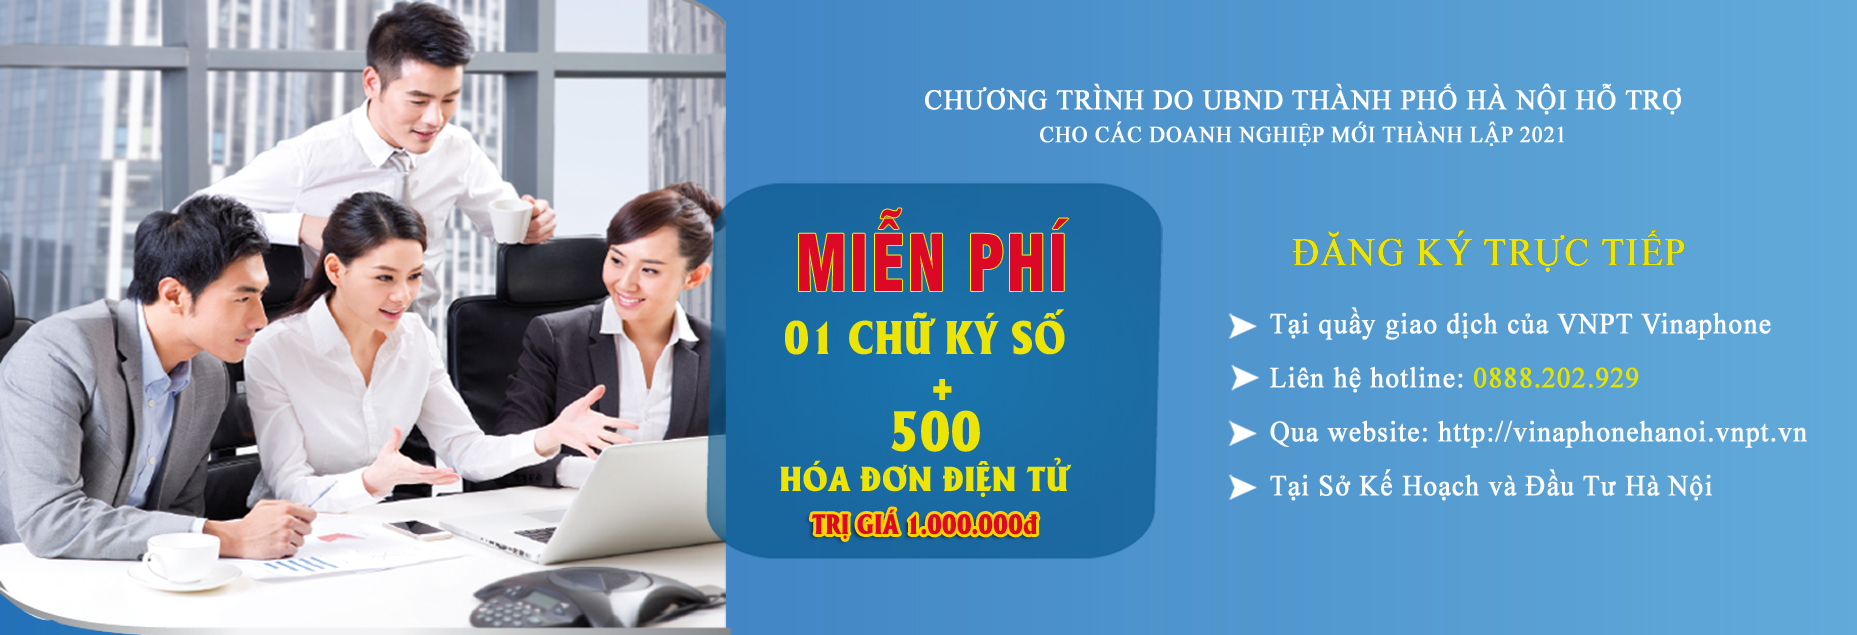 CHƯƠNG TRÌNH DO UBND THÀNH PHỐ HÀ NỘI HỖ TRỢ
CHO CÁC DOANH NGHIỆP MỚI THÀNH LẬP 2021
MIỄN PHÍ
01 CHỮ KÝ SỐ
+
500
HÓA ĐƠN ĐIỆN TỬ
TRỊ GIÁ 1.000.000đ
ĐĂNG KÝ TRỰC TIẾP
Tại quầy giao dịch của VNPT Vinaphone
Liên hệ hotline: 0888.202.929
Qua website: http://vinaphonehanoi.vnpt.vn
Tại Sở Kế Hoạch và Đầu Tư Hà Nội